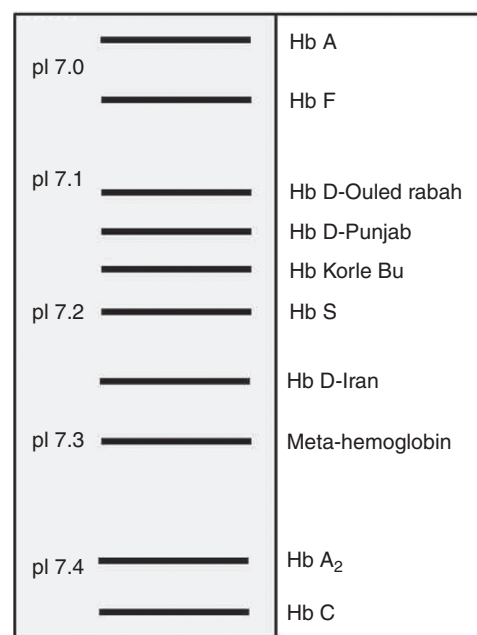 Hb A
pI 7.0
Hb F
pI 7.1
Hb D-Ouled rabah
Hb D-Punjab
Hb Korle Bu
pI 7.2 Hb S
Hb D-Iran
pI 7.3 Meta-hemoglobin
pI 7.4 Hb A₂
Hb C